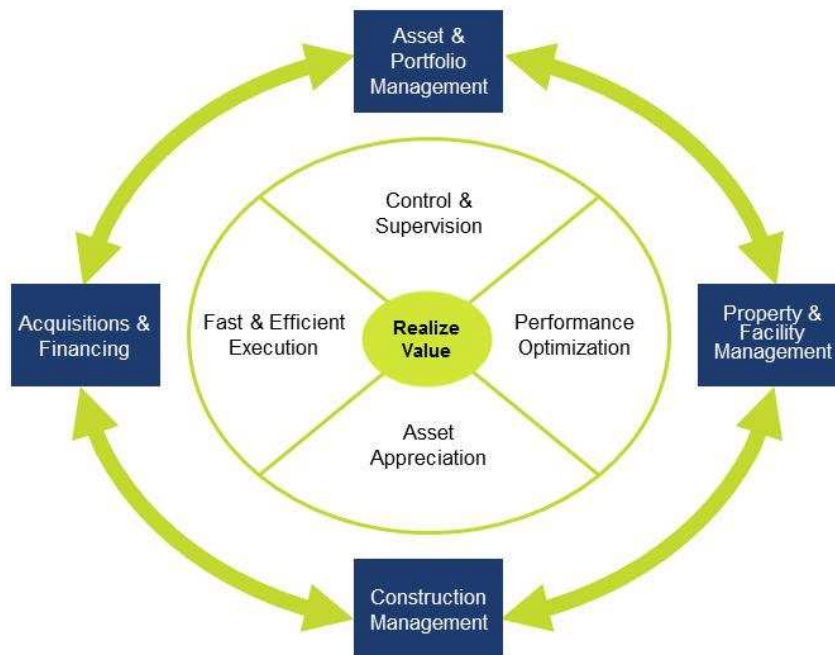 Asset &
Portfolio
Management
Control &
Supervision
Acquisitions &
Financing
Fast & Efficient
Execution
Realize
Value
Performance
Optimization
Property &
Facility
Management
Asset
Appreciation
Construction
Management